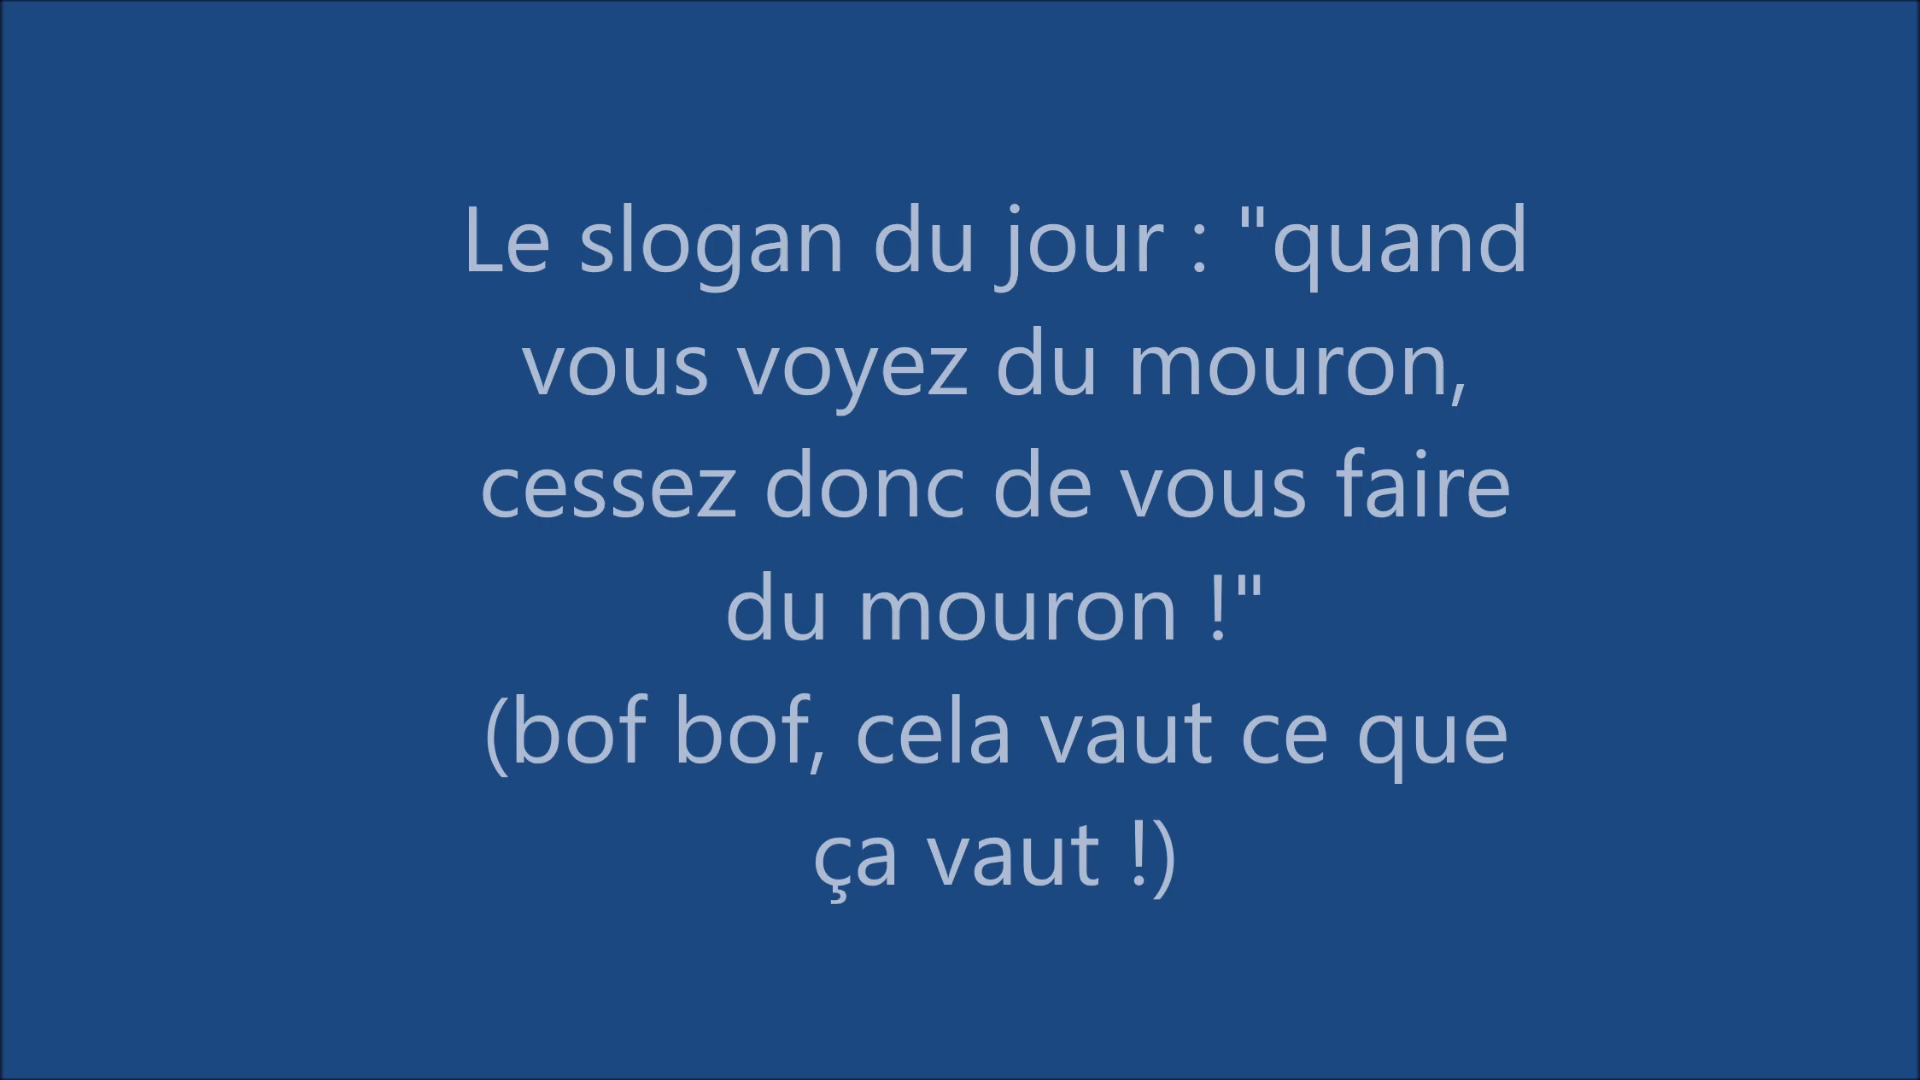 Le slogan du jour : "quand
vous voyez du mouron,
cessez donc de vous faire
du mouron !"
(bof bof, cela vaut ce que
ça vaut !)